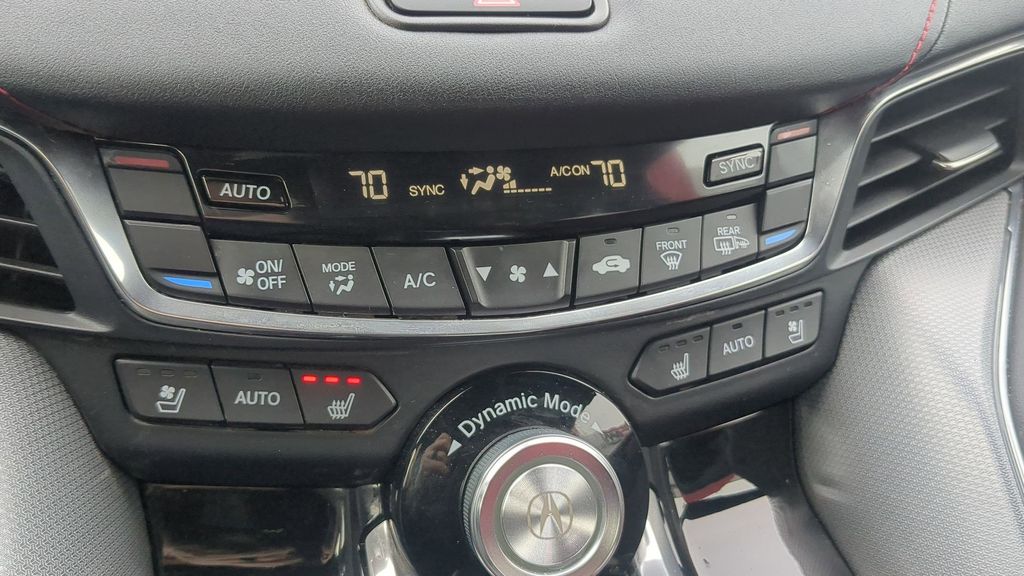 AUTO
70
SYNC
A/CON
70
SYNC
ON/
OFF
MODE
A/C
FRONT
REAR
AUTO
AUTO
Dynamic Mode